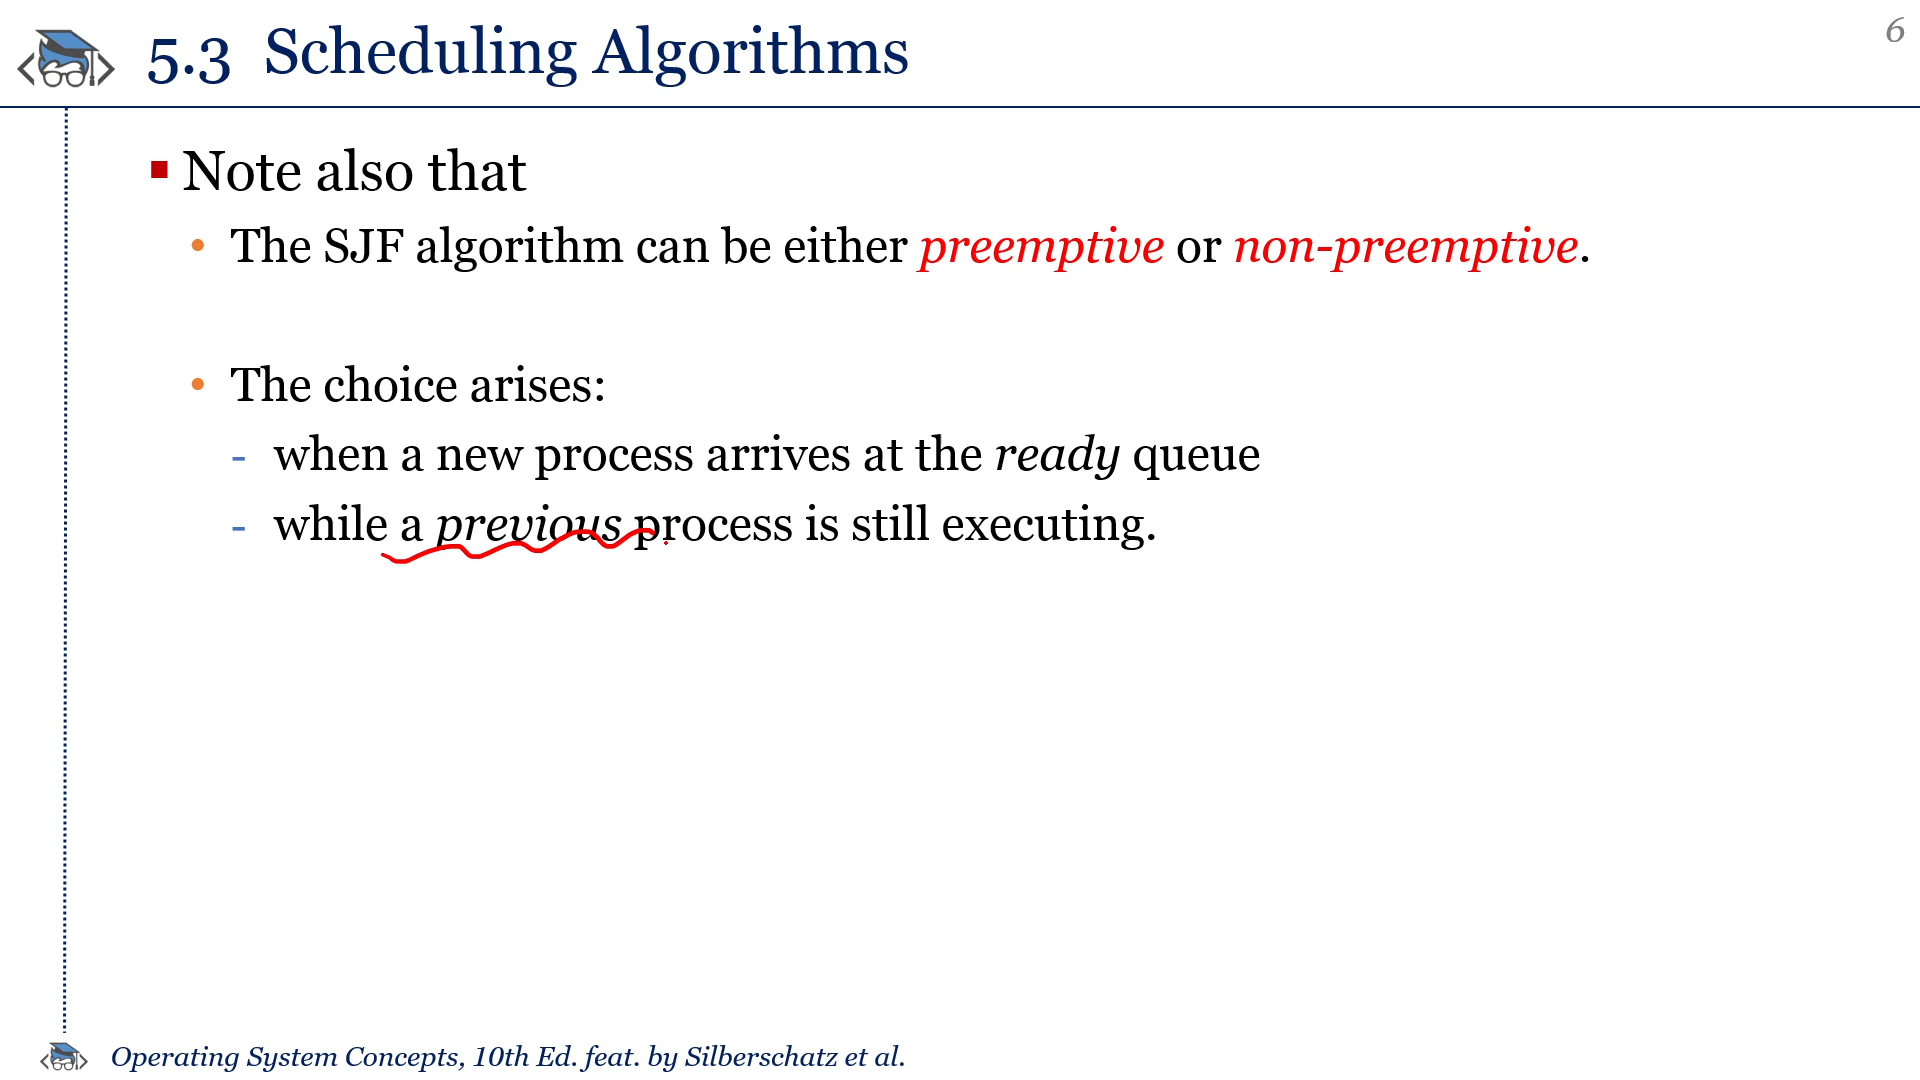 6
5.3 Scheduling Algorithms
▪ Note also that
• The SJF algorithm can be either preemptive or non-preemptive.
• The choice arises:
- when a new process arrives at the ready queue
- while a previous process is still executing.
Operating System Concepts, 10th Ed. feat. by Silberschatz et al.